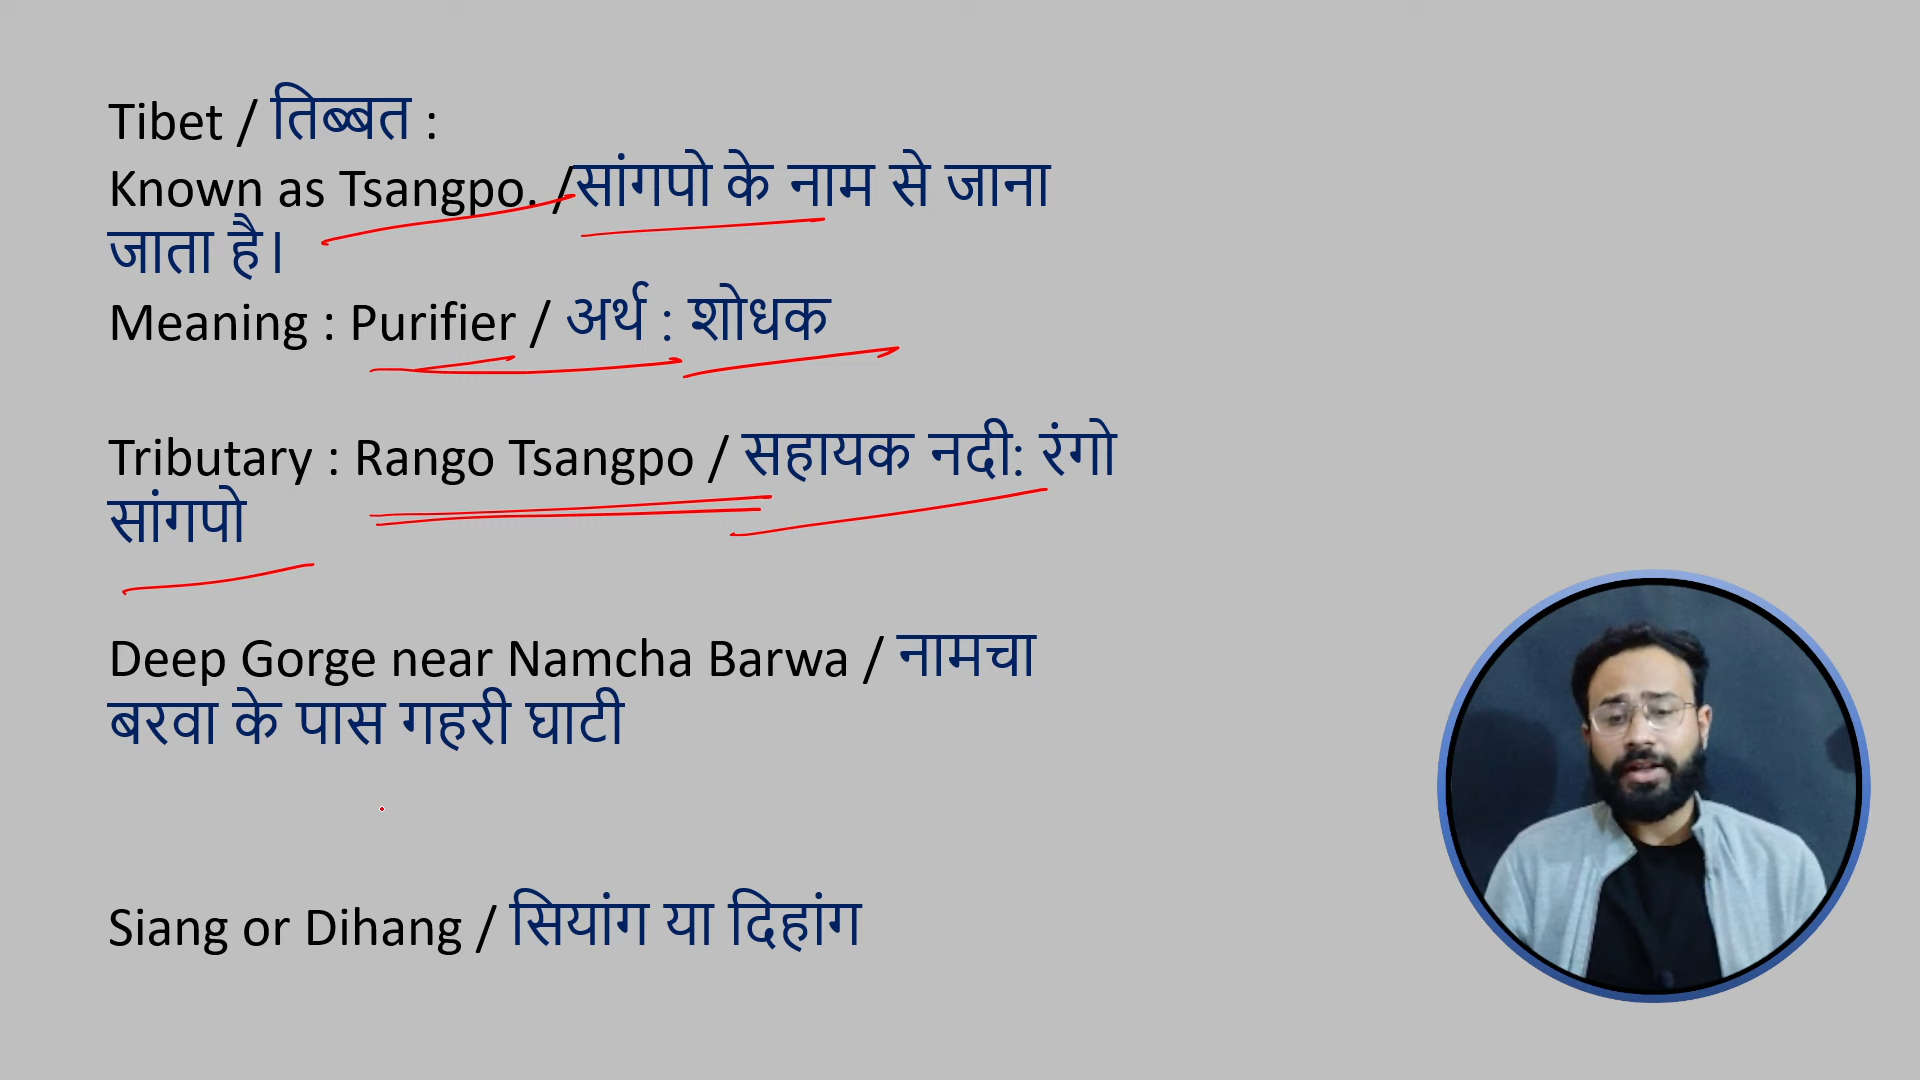 Tibet / तिब्बत :
Known as Tsangpo. /सांगपो के नाम से जाना
जाता है।
Meaning : Purifier / अर्थ : शोधक
Tributary : Rango Tsangpo / सहायक नदी: रंगो
सांगपो
Deep Gorge near Namcha Barwa / नामचा
बरवा के पास गहरी घाटी
Siang or Dihang / सियांग या दिहांग